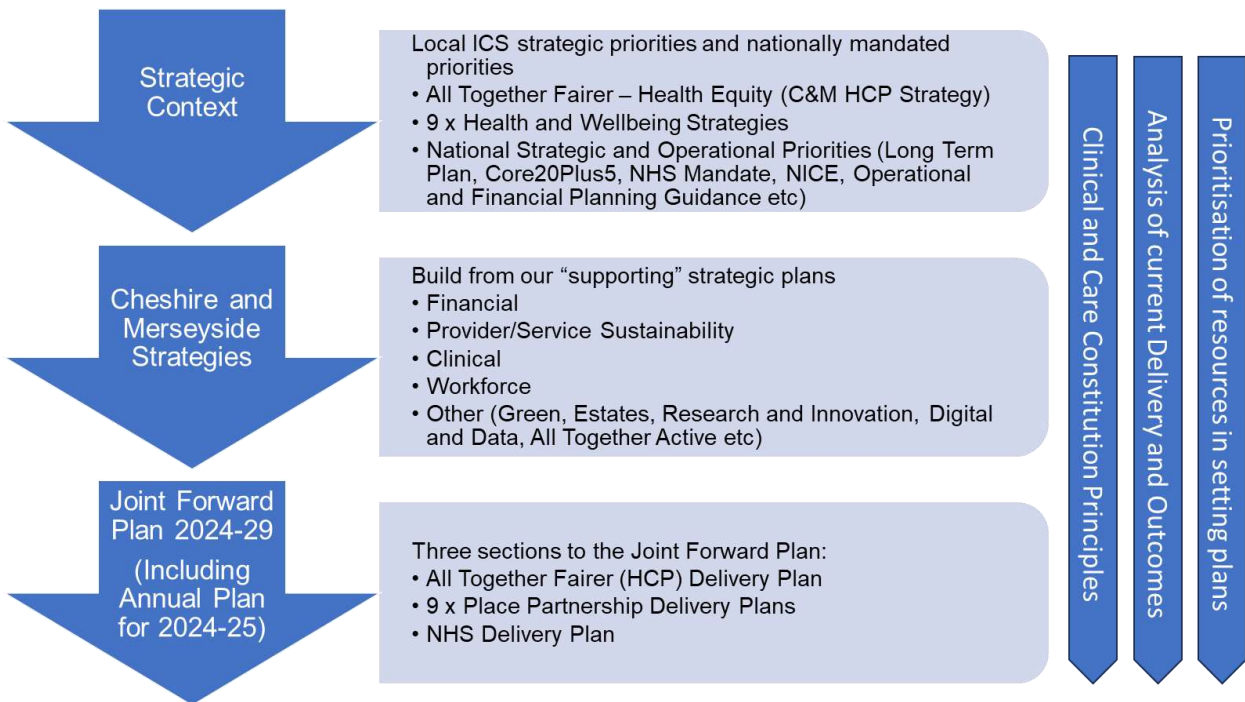 Strategic
Context
Local ICS strategic priorities and nationally mandated
priorities
• All Together Fairer – Health Equity (C&M HCP Strategy)
• 9 x Health and Wellbeing Strategies
• National Strategic and Operational Priorities (Long Term
Plan, Core20Plus5, NHS Mandate, NICE, Operational
and Financial Planning Guidance etc)
Cheshire and
Merseyside
Strategies
Build from our “supporting” strategic plans
• Financial
• Provider/Service Sustainability
• Clinical
• Workforce
• Other (Green, Estates, Research and Innovation, Digital
and Data, All Together Active etc)
Joint Forward
Plan 2024-29
(Including
Annual Plan
for 2024-25)
Three sections to the Joint Forward Plan:
• All Together Fairer (HCP) Delivery Plan
• 9 x Place Partnership Delivery Plans
• NHS Delivery Plan
Clinical and Care Constitution Principles
Analysis of current Delivery and Outcomes
Prioritisation of resources in setting plans